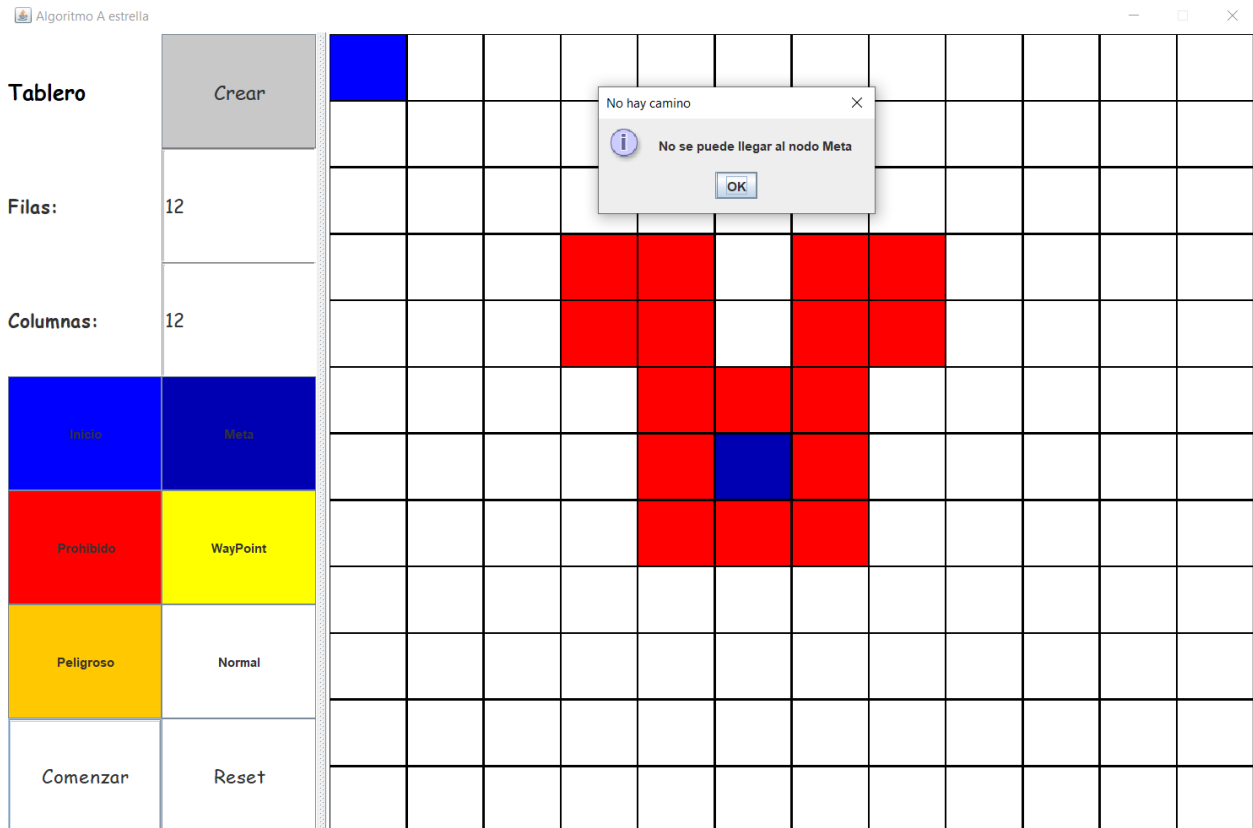 Algoritmo A estrella
Tablero
Crear
Filas:
12
Columnas:
12
Inicio
Meta
Prohibido
WayPoint
Peligroso
Normal
Comenzar
Reset
No hay camino
No se puede llegar al nodo Meta
OK